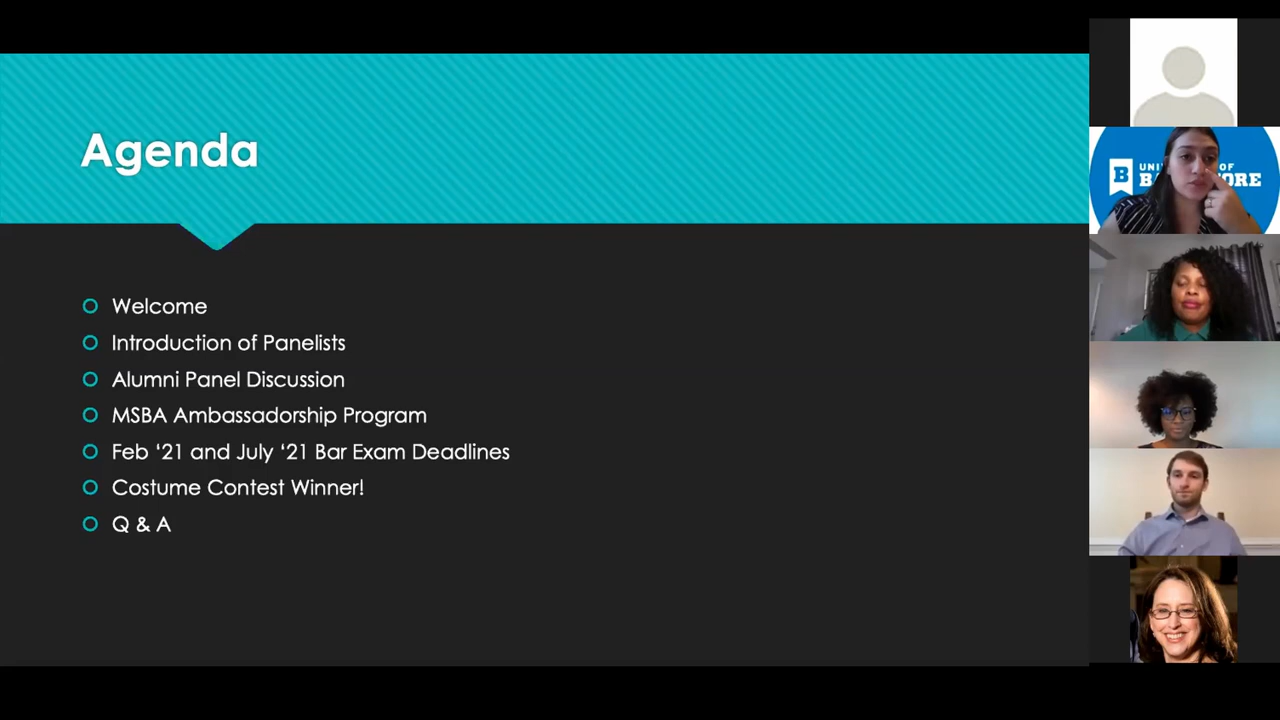 Agenda
Welcome
Introduction of Panelists
Alumni Panel Discussion
MSBA Ambassadorship Program
Feb ‘21 and July ‘21 Bar Exam Deadlines
Costume Contest Winner!
Q & A
B